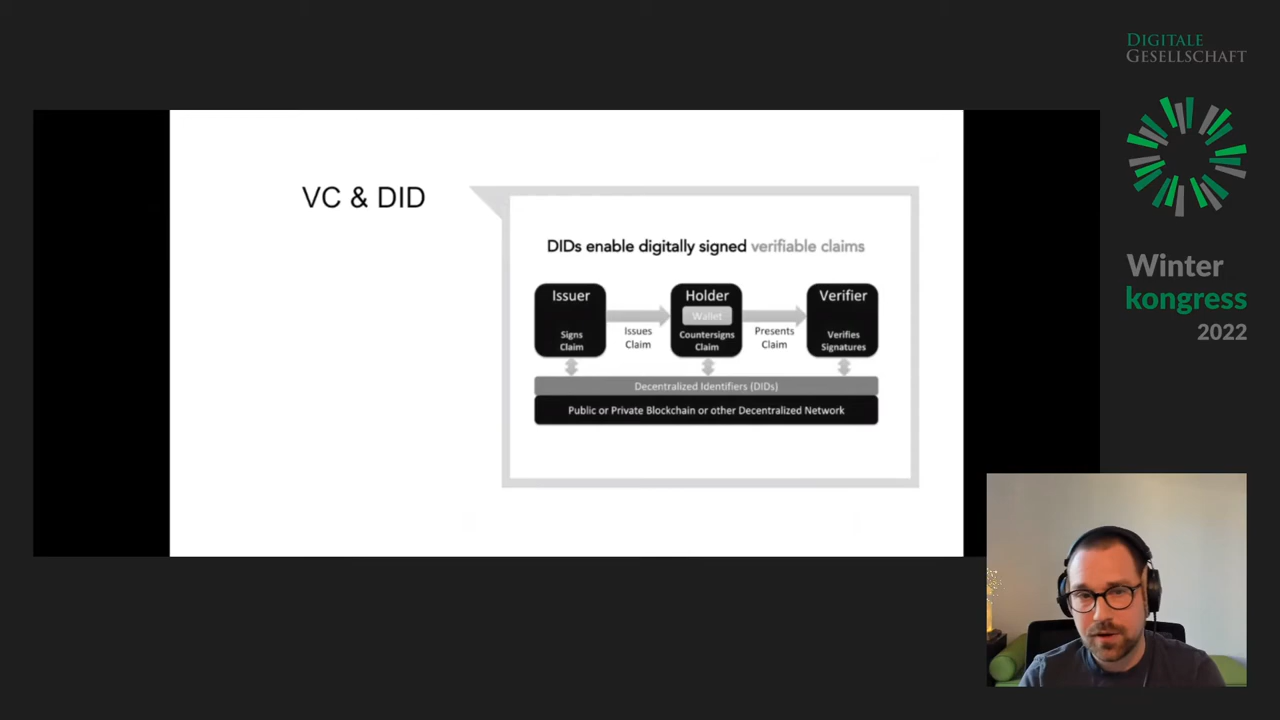 DIGITALE
GESELLSCHAFT
Winter
kongress
2022
VC & DID
DIDs enable digitally signed verifiable claims
Issuer
Signs
Claim
Issues
Claim
Holder
Wallet
Countersigns
Claim
Presents
Claim
Verifier
Verifies
Signatures
Decentralized Identifiers (DIDs)
Public or Private Blockchain or other Decentralized Network